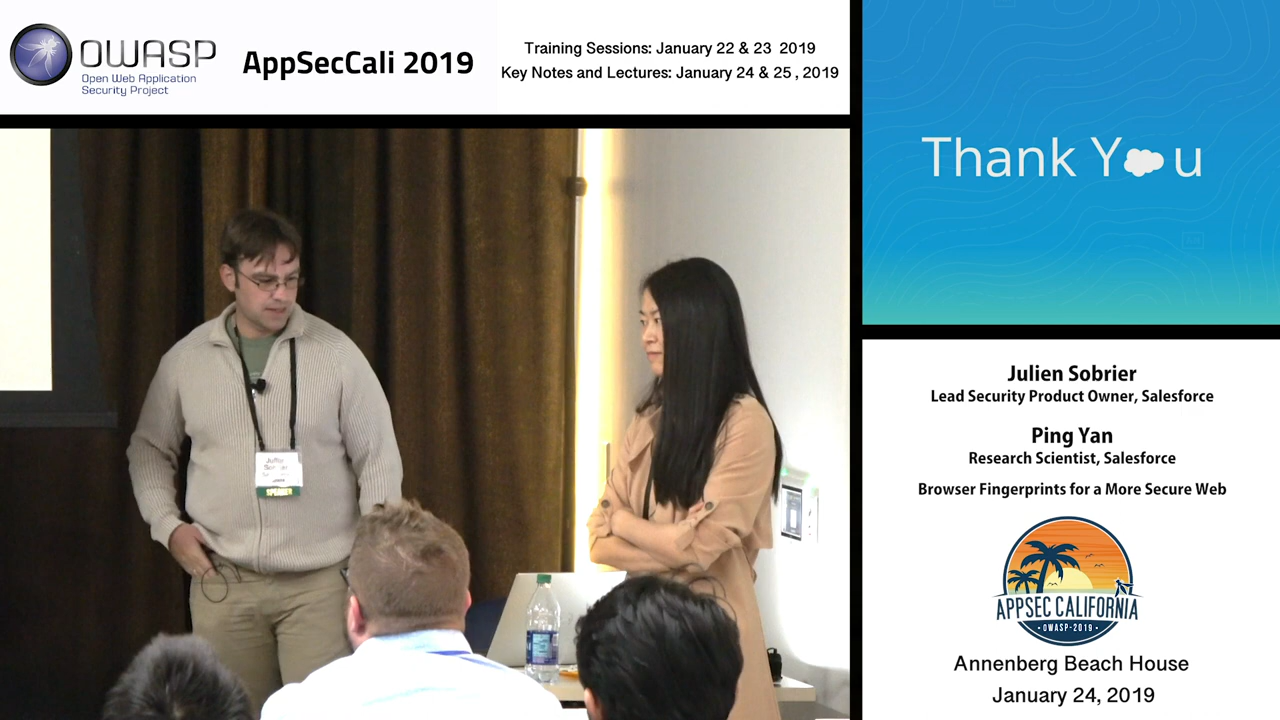 OWASP
Open Web Application
Security Project
AppSecCali 2019
Training Sessions: January 22 & 23 2019
Key Notes and Lectures: January 24 & 25 , 2019
Thank Y u
SPEAKER
Julien Sobrier
Lead Security Product Owner, Salesforce
Ping Yan
Research Scientist, Salesforce
Browser Fingerprints for a More Secure Web
APPSEC CALIFORNIA
• OWASP-2019 •
Annenberg Beach House
January 24, 2019